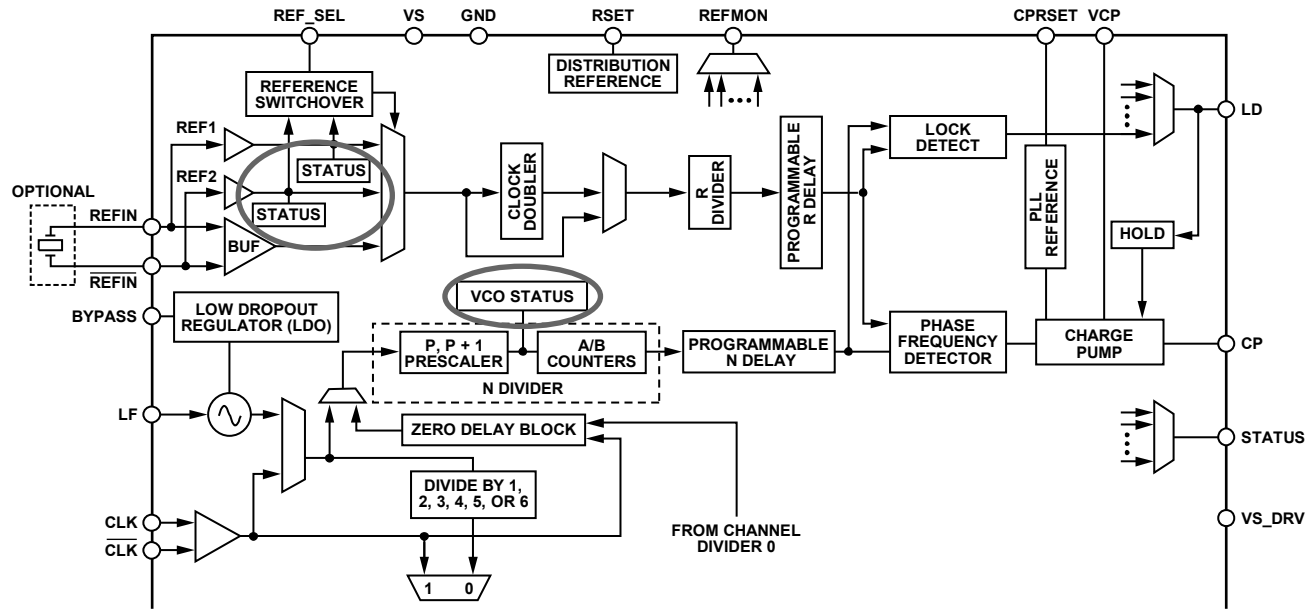 REF_SEL
VS
GND
RSET
REFMON
CPRSET
VCP
DISTRIBUTION
REFERENCE
REFERENCE
SWITCHOVER
LD
REF1
STATUS
LOCK
DETECT
PROGRAMMABLE
R DELAY
REF2
STATUS
CLOCK
DOUBLER
R
DIVIDER
PLL
REFERENCE
OPTIONAL
REFIN
BUF
HOLD
REFIN
VCO STATUS
BYPASS
LOW DROPOUT
REGULATOR (LDO)
P, P + 1
PRESCALER
A/B
COUNTERS
N DIVIDER
PROGRAMMABLE
N DELAY
PHASE
FREQUENCY
DETECTOR
CHARGE
PUMP
CP
LF
ZERO DELAY BLOCK
STATUS
DIVIDE BY 1,
2, 3, 4, 5, OR 6
CLK
CLK
FROM CHANNEL
DIVIDER 0
VS_DRV
1 0